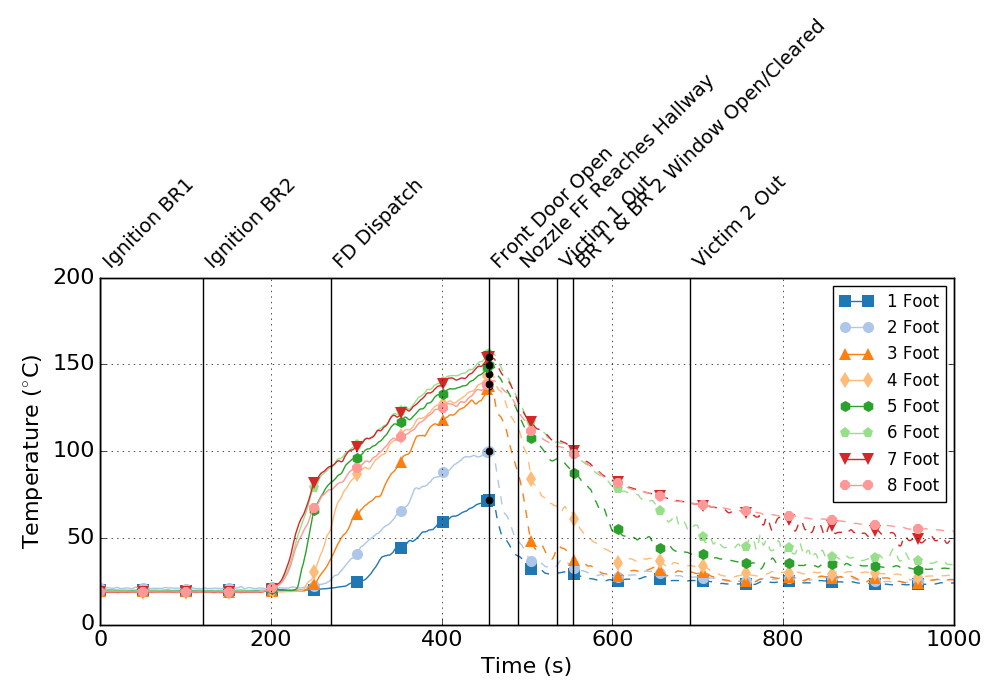 Ignition BR1
Ignition BR2
FD Dispatch
Front Door Open
Nozzle FF Reaches Hallway
Victim 1 Out
BR 1 & BR 2 Window Open/Cleared
Victim 2 Out
200
150
100
50
0
Temperature (°C)
0
200
400
600
800
1000
Time (s)
1 Foot
2 Foot
3 Foot
4 Foot
5 Foot
6 Foot
7 Foot
8 Foot